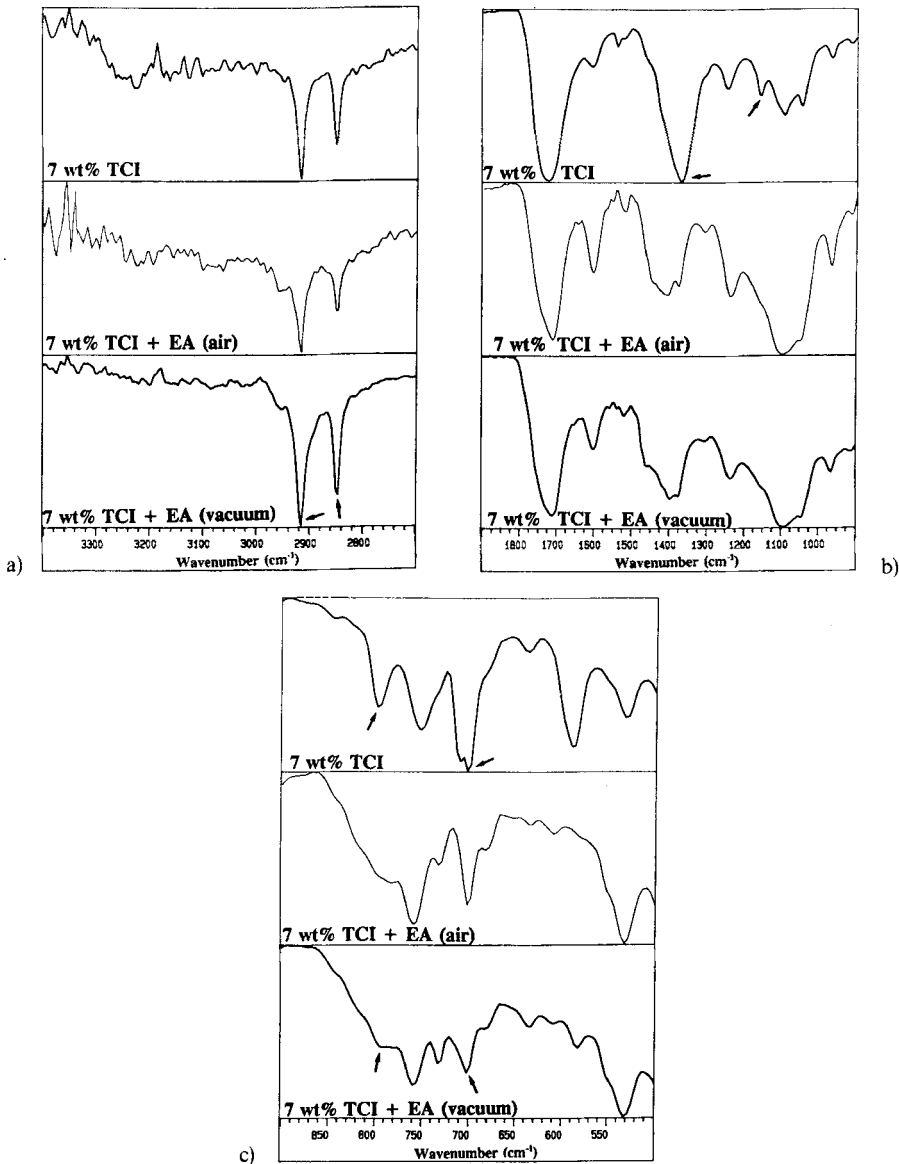 7 wt% TCI
7 wt% TCI + EA (air)
7 wt% TCI + EA (vacuum)
3300 3200 3100 3000 2900 2800
Wavenumber (cm⁻¹)
a)
7 wt% TCI
7 wt% TCI + EA (air)
7 wt% TCI + EA (vacuum)
1800 1700 1600 1500 1400 1300 1200 1100 1000
Wavenumber (cm⁻¹)
b)
7 wt% TCI
7 wt% TCI + EA (air)
7 wt% TCI + EA (vacuum)
850 800 750 700 650 600 550
Wavenumber (cm⁻¹)
c)